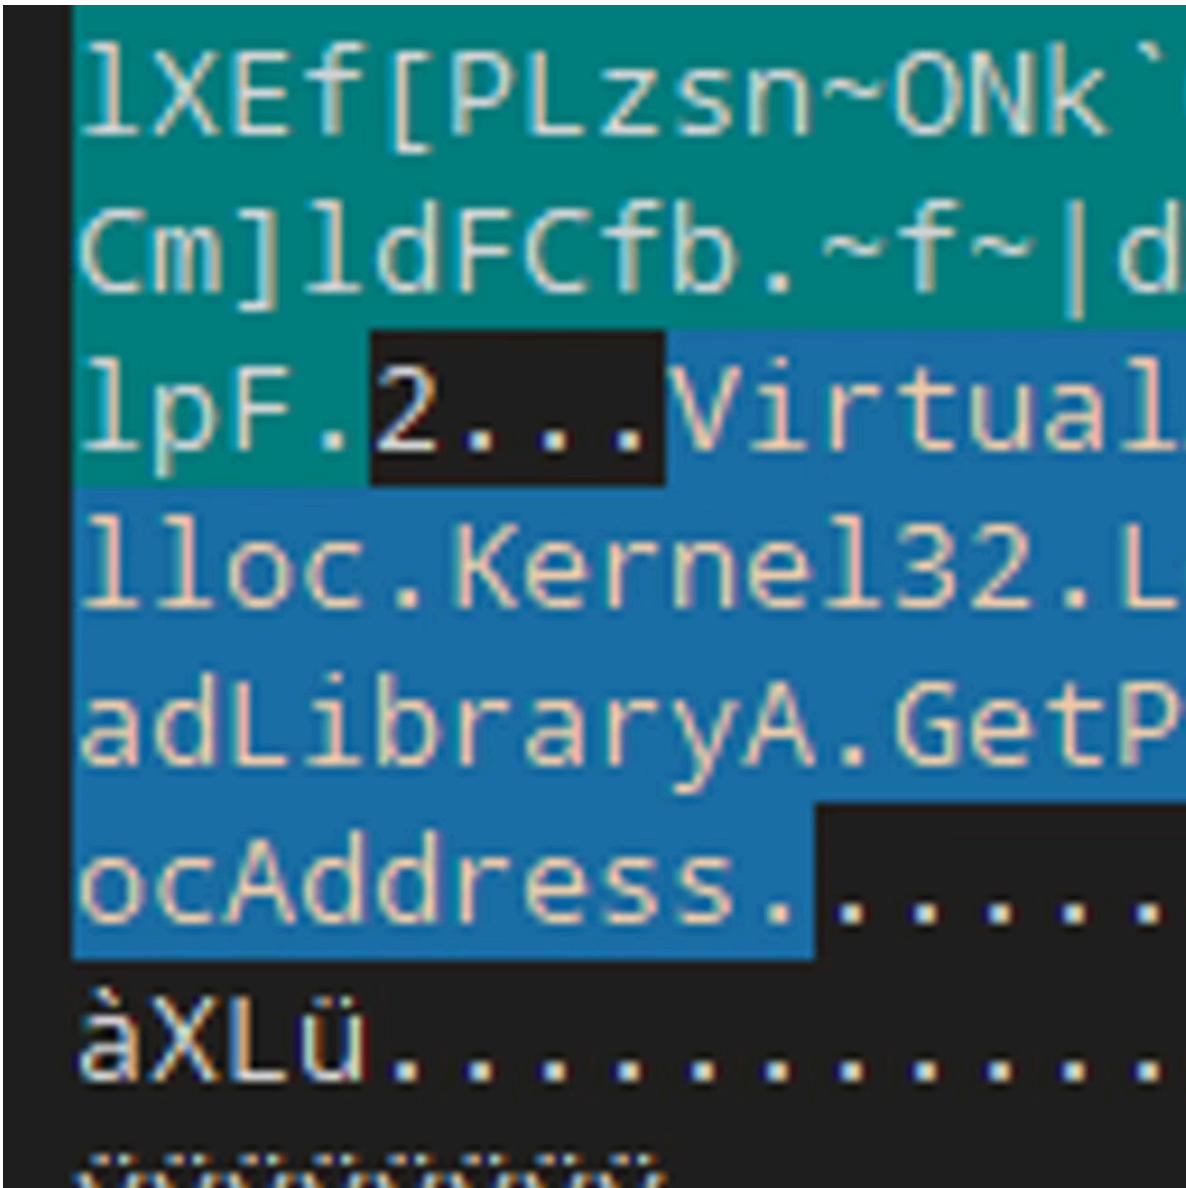 lXEf[PLzsn~ONk`
Cm]ldFCfb.~f~|d
lpF.2...Virtual
lloc.Kernel32.L
adLibraryA.GetP
ocAddress......
àXLü...........